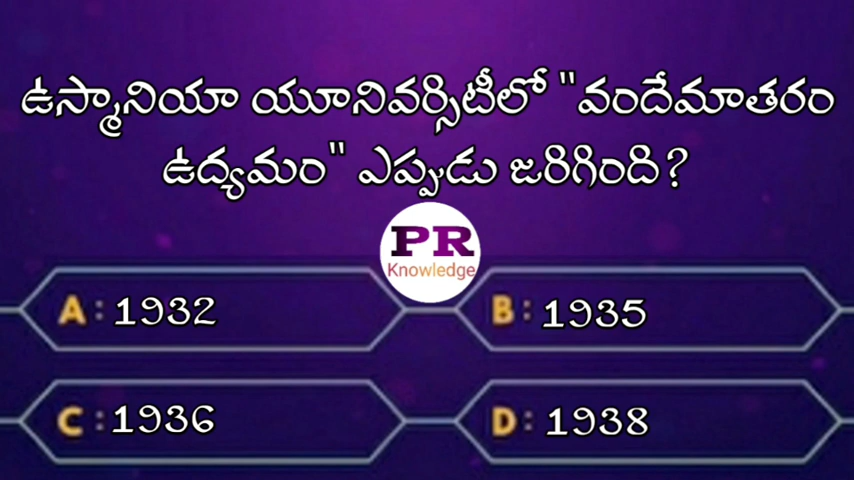 ఉస్మానియా యూనివర్సిటీలో "వందేమాతరం
ఉద్యమం" ఎప్పుడు జరిగింది?
PR
Knowledge
A : 1932
B : 1935
C : 1936
D : 1938